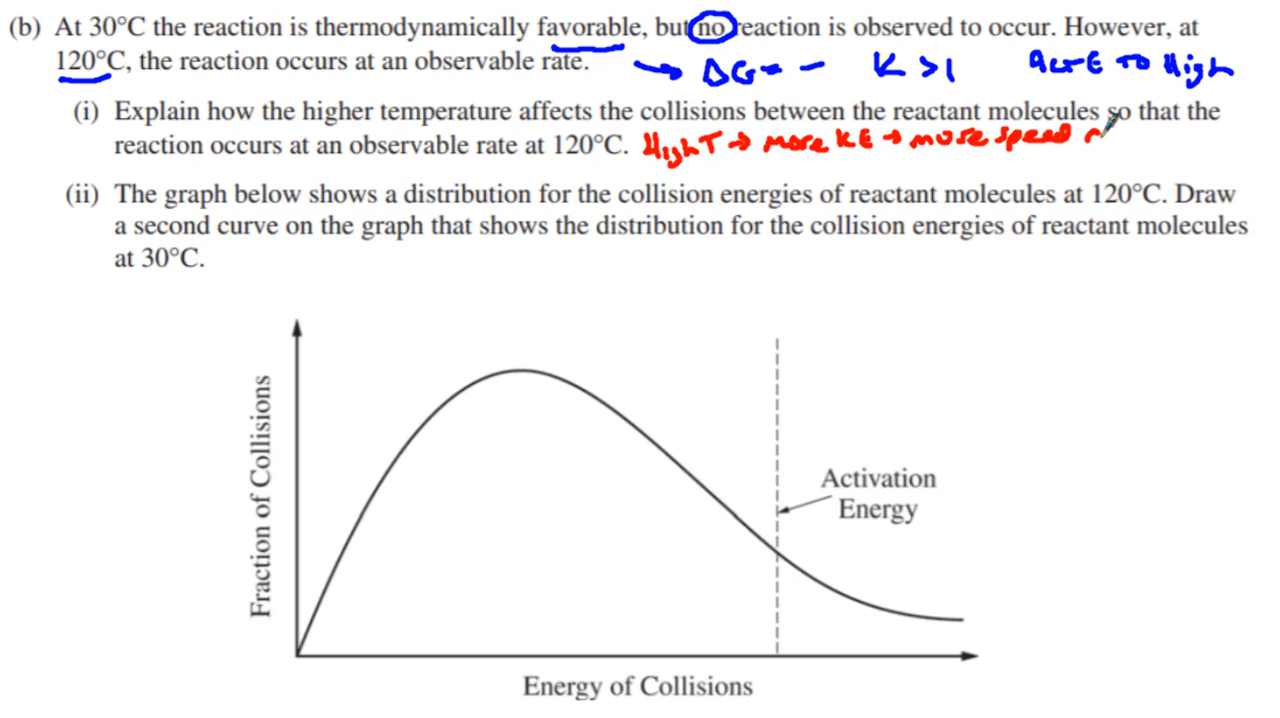 (b) At 30°C the reaction is thermodynamically favorable, but no reaction is observed to occur. However, at
120°C, the reaction occurs at an observable rate. → ΔG = − K > 1 Act E To High
(i) Explain how the higher temperature affects the collisions between the reactant molecules so that the
reaction occurs at an observable rate at 120°C. High T → more KE → more speed
(ii) The graph below shows a distribution for the collision energies of reactant molecules at 120°C. Draw
a second curve on the graph that shows the distribution for the collision energies of reactant molecules
at 30°C.
Fraction of Collisions
Activation
Energy
Energy of Collisions